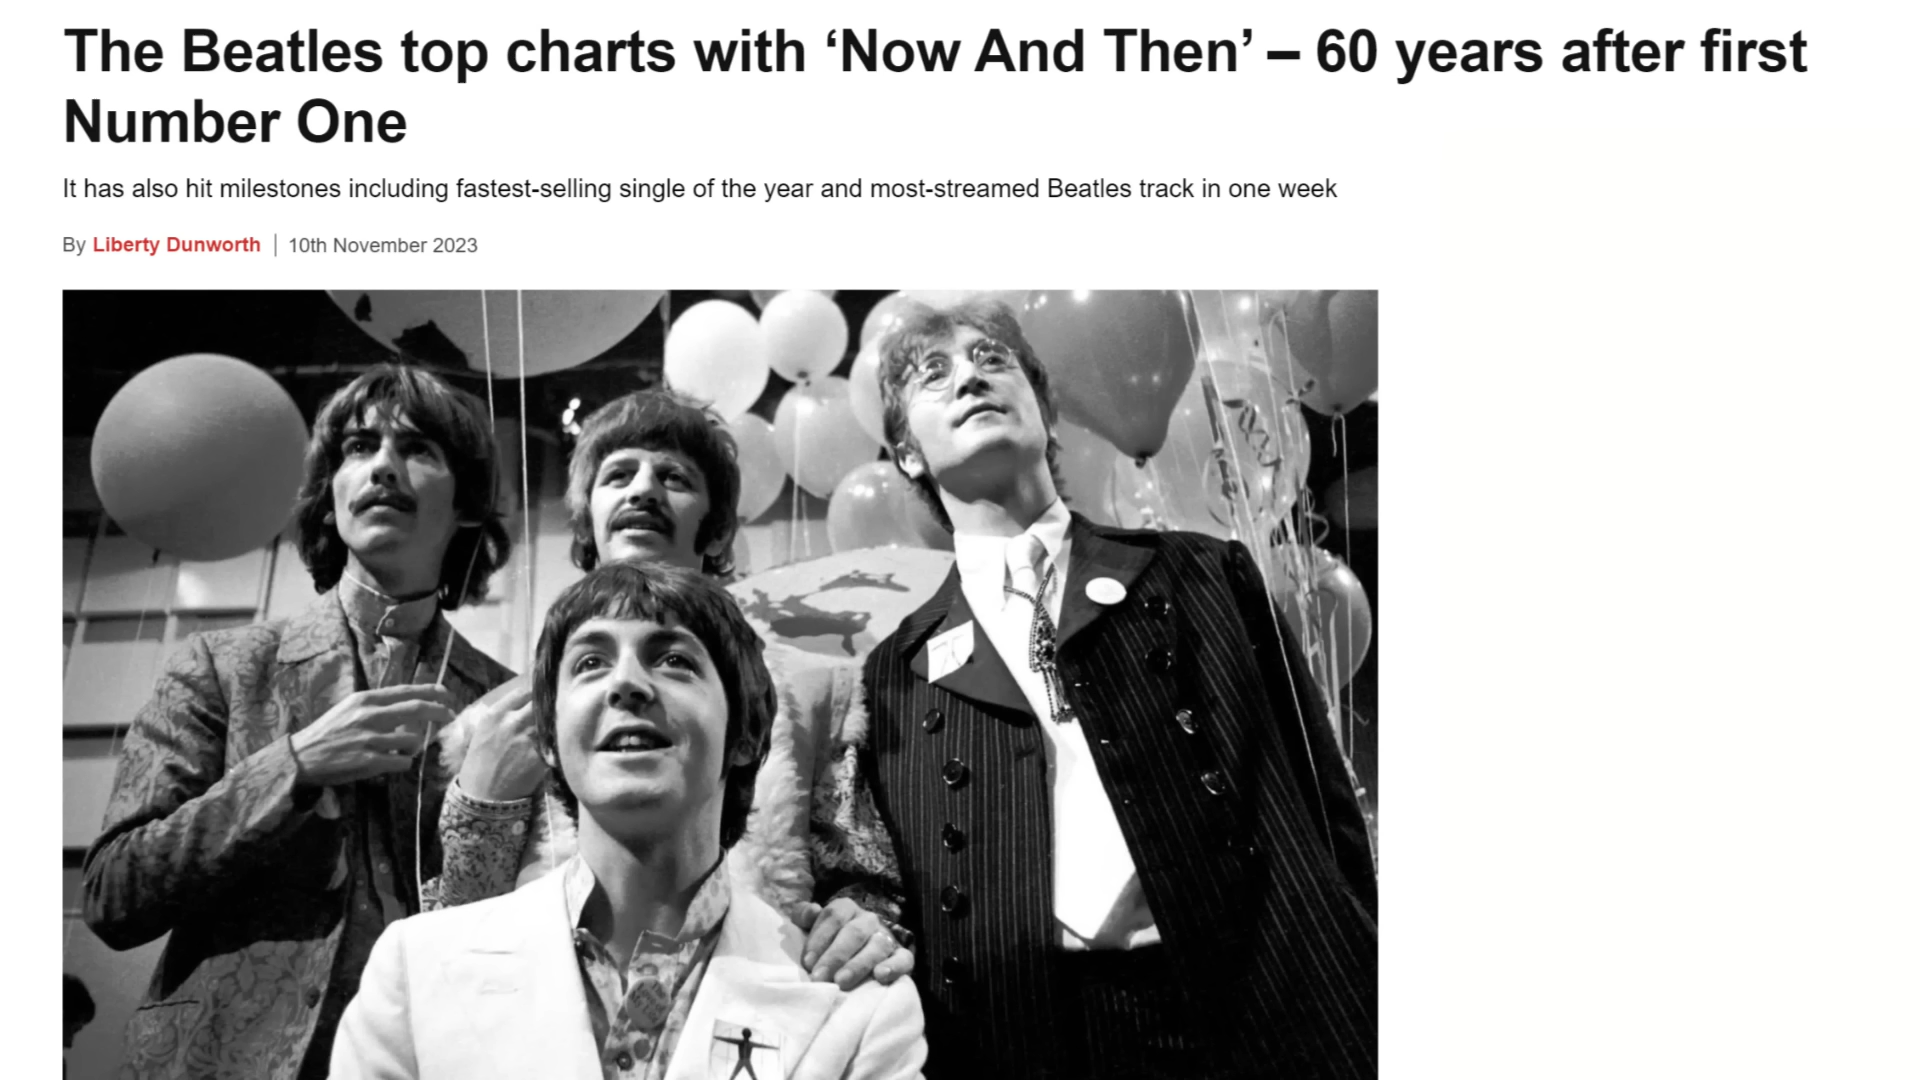 The Beatles top charts with ‘Now And Then’ – 60 years after first
Number One
It has also hit milestones including fastest-selling single of the year and most-streamed Beatles track in one week
By Liberty Dunworth | 10th November 2023